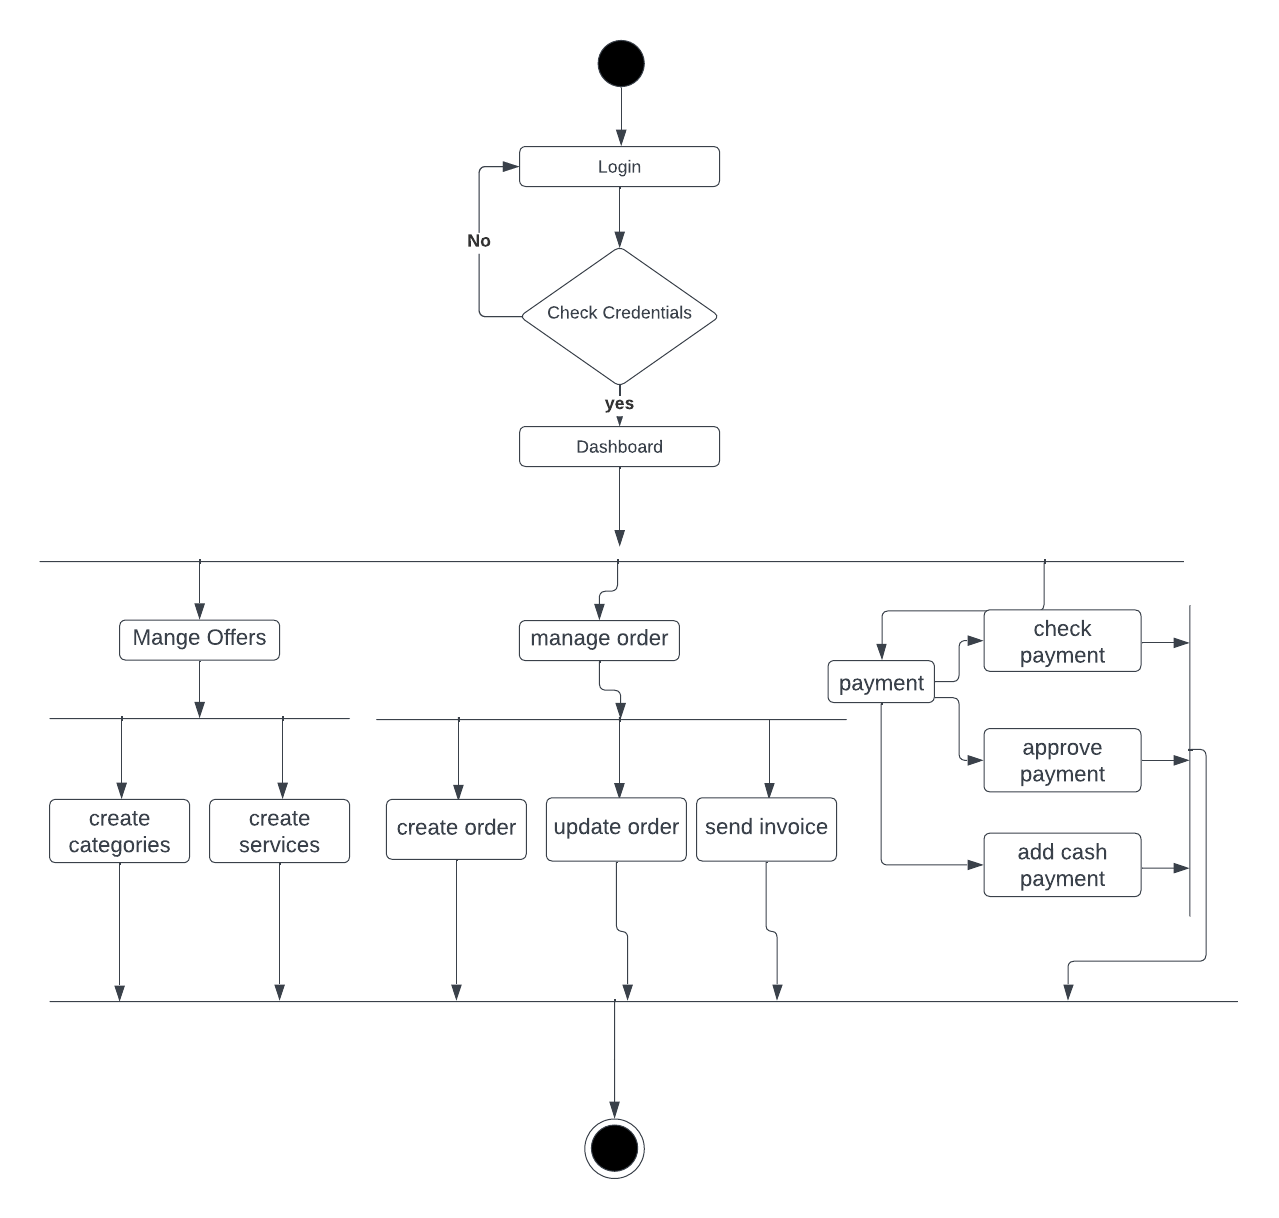 Login
No
Check Credentials
yes
Dashboard
Mange Offers
manage order
payment
check
payment
approve
payment
add cash
payment
create
categories
create
services
create order
update order
send invoice